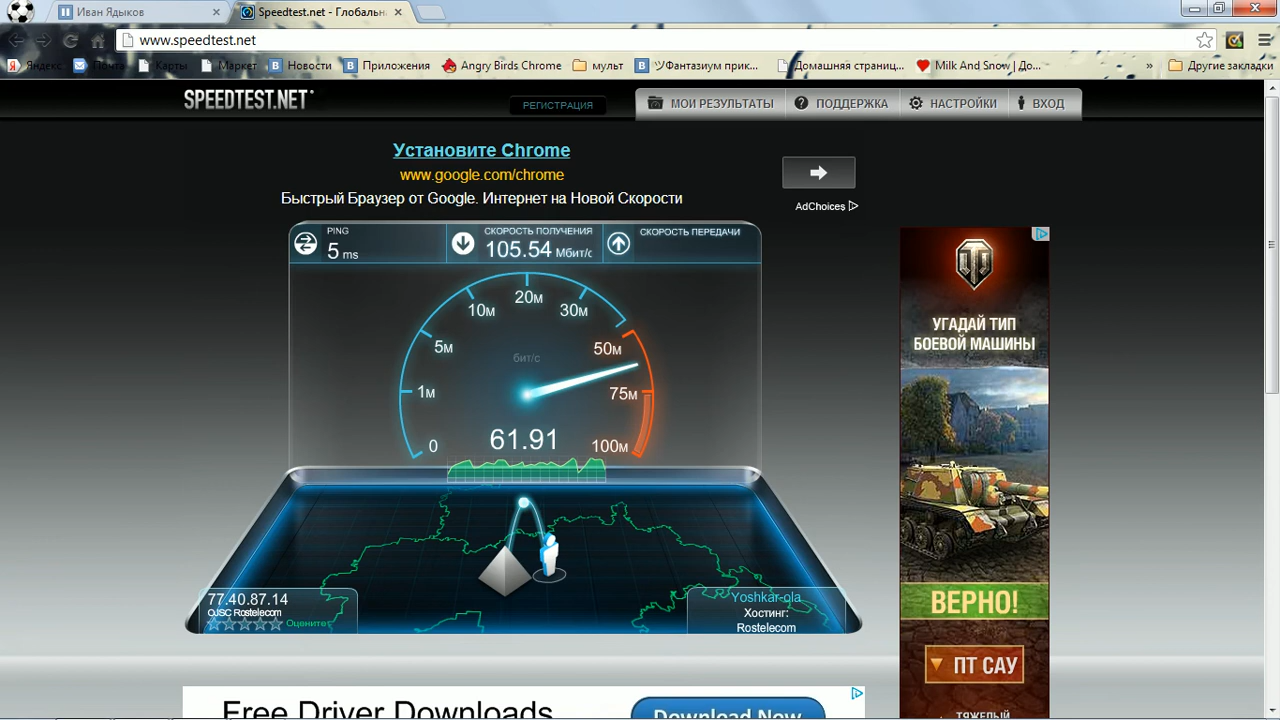 Иван Ядыков
Speedtest.net - Глобальн
www.speedtest.net
Яндекс Почта Карты Маркет Новости Приложения Angry Birds Chrome мульт УФантазиум прик... Домашняя страниц... Milk And Snow | До... » Другие закладки
SPEEDTEST.NET
РЕГИСТРАЦИЯ
МОИ РЕЗУЛЬТАТЫ ПОДДЕРЖКА НАСТРОЙКИ ВХОД
Установите Chrome
www.google.com/chrome
Быстрый Браузер от Google. Интернет на Новой Скорости
AdChoices
PING
5 ms
СКОРОСТЬ ПОЛУЧЕНИЯ
105.54 Мбит/с
СКОРОСТЬ ПЕРЕДАЧИ
20м
10м 30м
5м 50м
бит/с
1м 75м
0 61.91 100м
77.40.87.14
OJSC Rostelecom
Оцените
Yoshkar-ola
Хостинг:
Rostelecom
УГАДАЙ ТИП
БОЕВОЙ МАШИНЫ
ВЕРНО!
ПТ САУ
ТЯЖЕЛЫЙ
Free Driver Downloads
Download Now